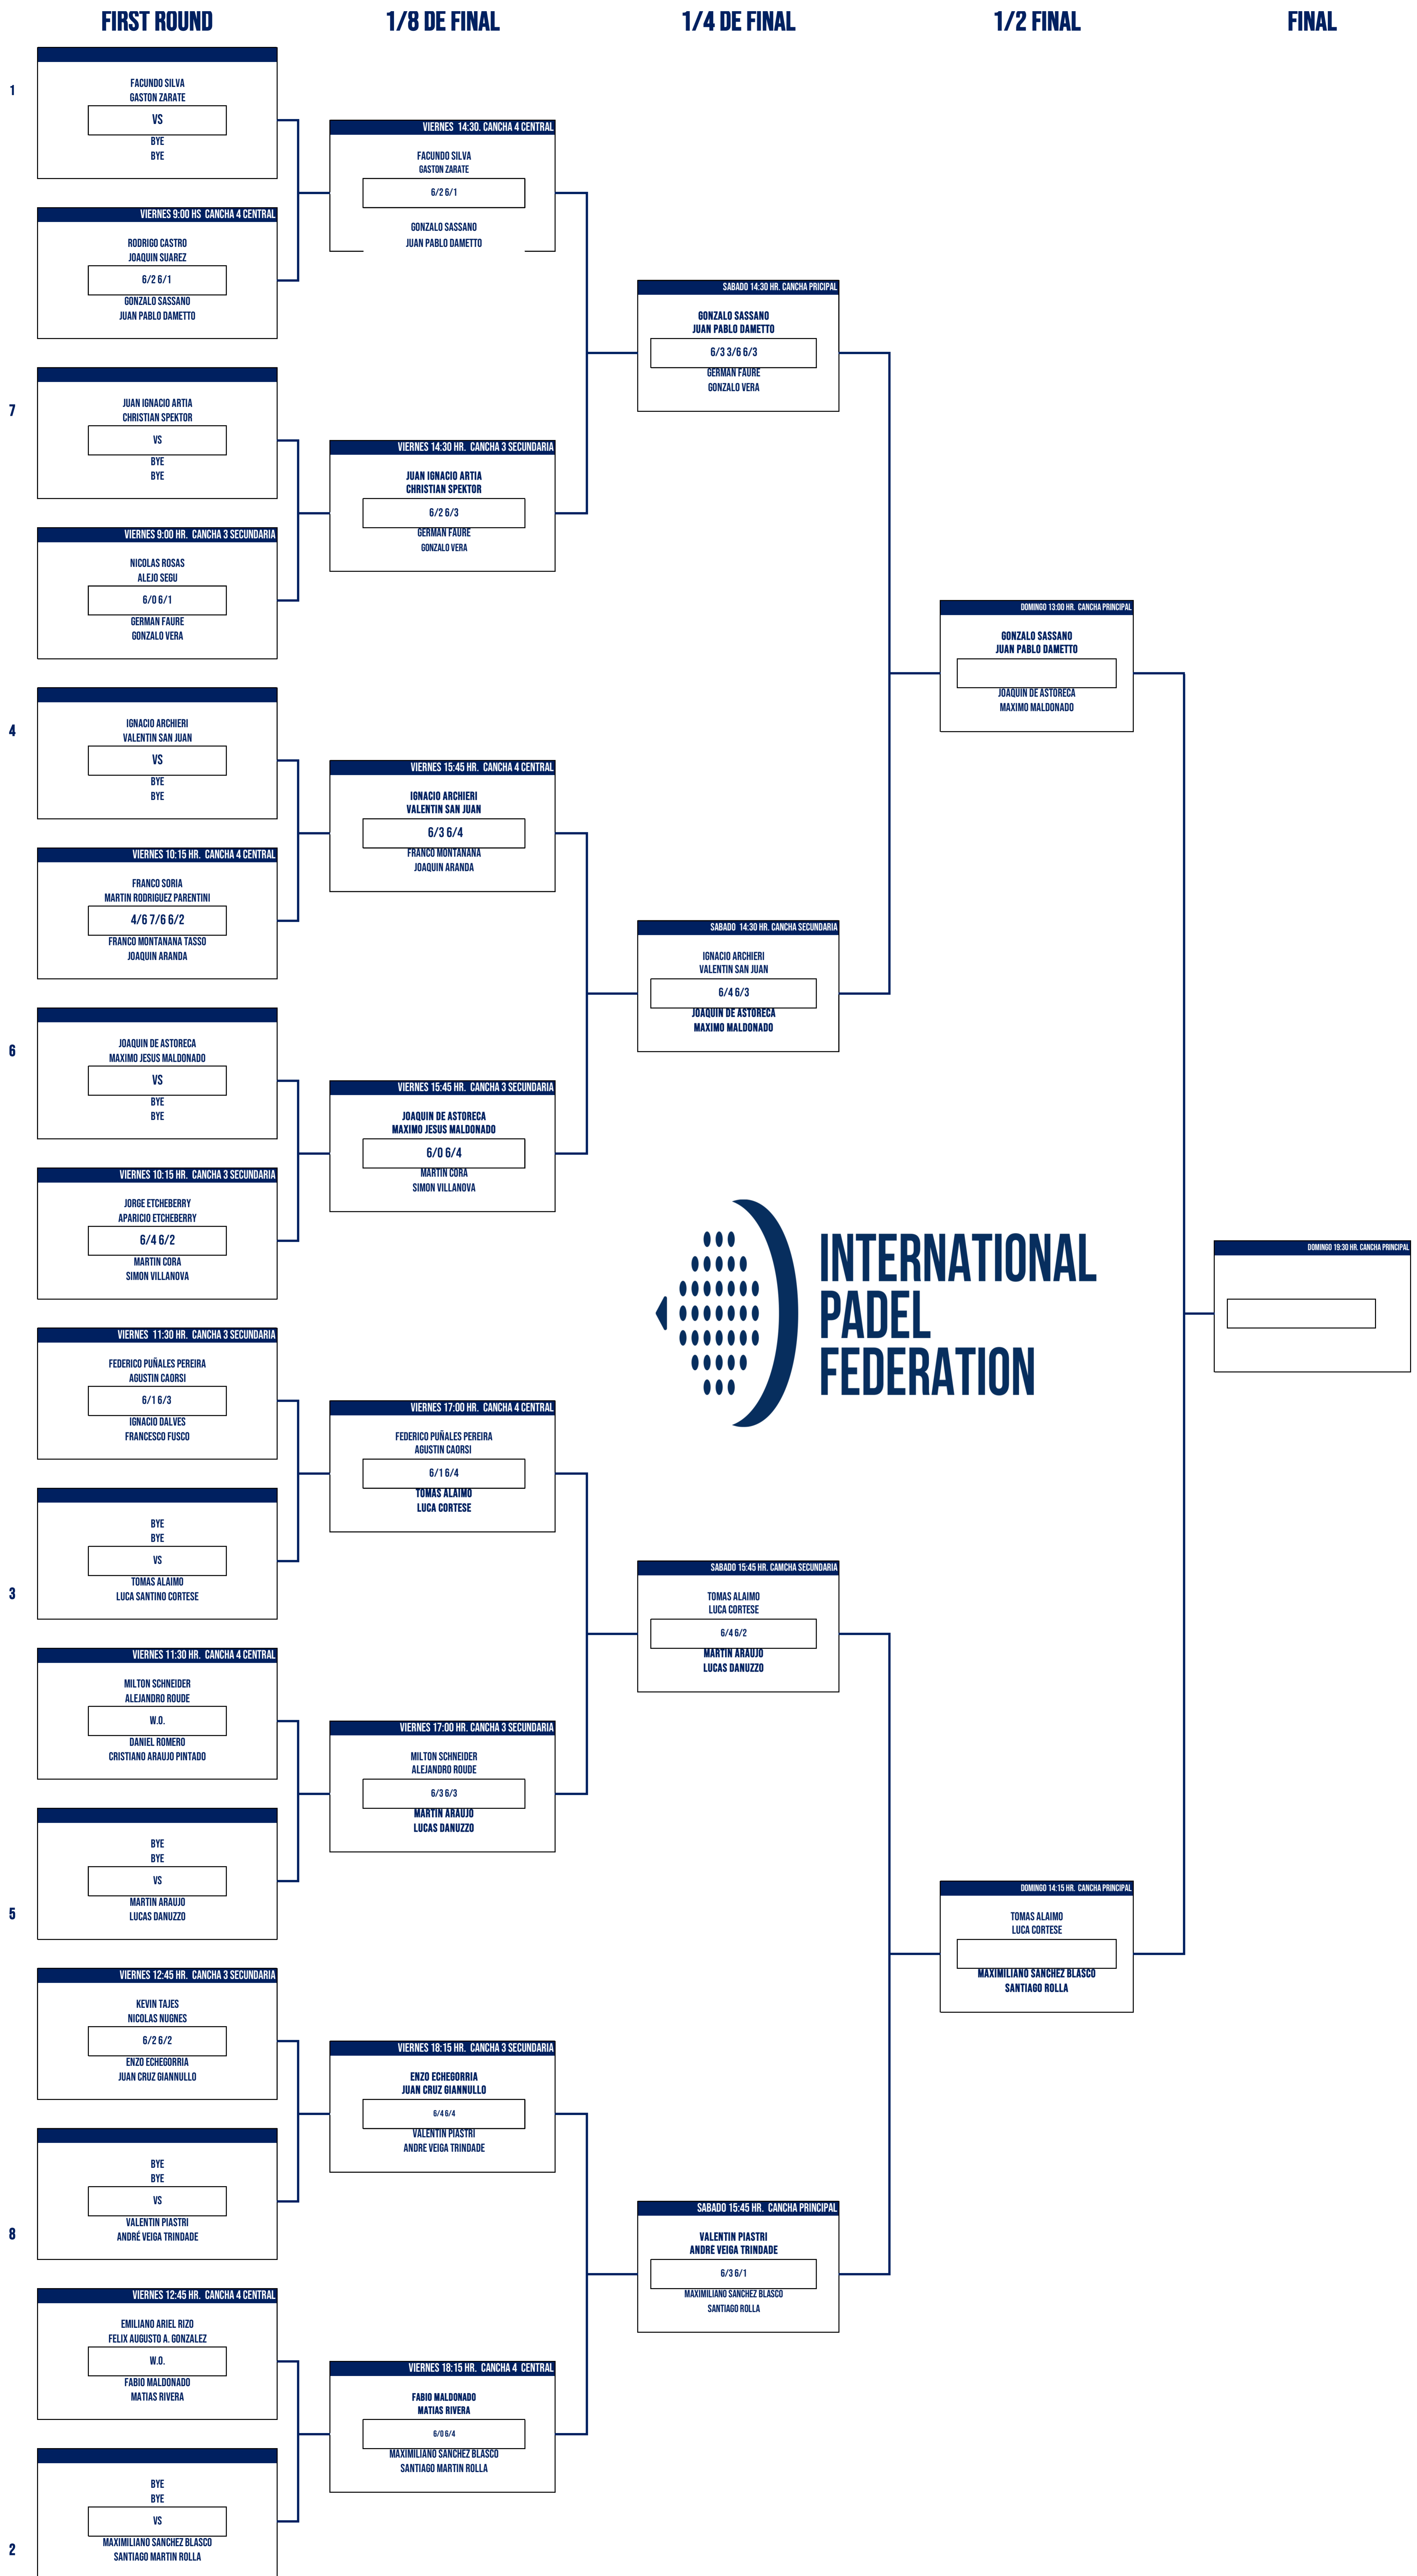 FIRST ROUND
1/8 DE FINAL
1/4 DE FINAL
1/2 FINAL
FINAL
1
FACUNDO SILVA
GASTON ZARATE
VS
BYE
BYE
VIERNES 9:00 HS CANCHA 4 CENTRAL
RODRIGO CASTRO
JOAQUIN SUAREZ
6/2 6/1
GONZALO SASSANO
JUAN PABLO DAMETTO
7
JUAN IGNACIO ARTIA
CHRISTIAN SPEKTOR
VS
BYE
BYE
VIERNES 9:00 HR. CANCHA 3 SECUNDARIA
NICOLAS ROSAS
ALEJO SEGU
6/0 6/1
GERMAN FAURE
GONZALO VERA
4
IGNACIO ARCHIERI
VALENTIN SAN JUAN
VS
BYE
BYE
VIERNES 10:15 HR. CANCHA 4 CENTRAL
FRANCO SORIA
MARTIN RODRIGUEZ PARENTINI
4/6 7/6 6/2
FRANCO MONTANANA TASSO
JOAQUIN ARANDA
6
JOAQUIN DE ASTORECA
MAXIMO JESUS MALDONADO
VS
BYE
BYE
VIERNES 10:15 HR. CANCHA 3 SECUNDARIA
JORGE ETCHEBERRY
APARICIO ETCHEBERRY
6/4 6/2
MARTIN CORA
SIMON VILLANOVA
VIERNES 11:30 HR. CANCHA 3 SECUNDARIA
FEDERICO PUÑALES PEREIRA
AGUSTIN CAORSI
6/1 6/3
IGNACIO DALVES
FRANCESCO FUSCO
3
BYE
BYE
VS
TOMAS ALAIMO
LUCA SANTINO CORTESE
VIERNES 11:30 HR. CANCHA 4 CENTRAL
MILTON SCHNEIDER
ALEJANDRO ROUDE
W.O.
DANIEL ROMERO
CRISTIANO ARAUJO PINTADO
5
BYE
BYE
VS
MARTIN ARAUJO
LUCAS DANUZZO
VIERNES 12:45 HR. CANCHA 3 SECUNDARIA
KEVIN TAJES
NICOLAS NUGNES
6/2 6/2
ENZO ECHEGORRIA
JUAN CRUZ GIANNULLO
8
BYE
BYE
VS
VALENTIN PIASTRI
ANDRÉ VEIGA TRINDADE
VIERNES 12:45 HR. CANCHA 4 CENTRAL
EMILIANO ARIEL RIZO
FELIX AUGUSTO A. GONZALEZ
W.O.
FABIO MALDONADO
MATIAS RIVERA
2
BYE
BYE
VS
MAXIMILIANO SANCHEZ BLASCO
SANTIAGO MARTIN ROLLA
VIERNES 14:30. CANCHA 4 CENTRAL
FACUNDO SILVA
GASTON ZARATE
6/2 6/1
GONZALO SASSANO
JUAN PABLO DAMETTO
VIERNES 14:30 HR. CANCHA 3 SECUNDARIA
JUAN IGNACIO ARTIA
CHRISTIAN SPEKTOR
6/2 6/3
GERMAN FAURE
GONZALO VERA
VIERNES 15:45 HR. CANCHA 4 CENTRAL
IGNACIO ARCHIERI
VALENTIN SAN JUAN
6/3 6/4
FRANCO MONTANANA
JOAQUIN ARANDA
VIERNES 15:45 HR. CANCHA 3 SECUNDARIA
JOAQUIN DE ASTORECA
MAXIMO JESUS MALDONADO
6/0 6/4
MARTIN CORA
SIMON VILLANOVA
VIERNES 17:00 HR. CANCHA 4 CENTRAL
FEDERICO PUÑALES PEREIRA
AGUSTIN CAORSI
6/1 6/4
TOMAS ALAIMO
LUCA CORTESE
VIERNES 17:00 HR. CANCHA 3 SECUNDARIA
MILTON SCHNEIDER
ALEJANDRO ROUDE
6/3 6/3
MARTIN ARAUJO
LUCAS DANUZZO
VIERNES 18:15 HR. CANCHA 3 SECUNDARIA
ENZO ECHEGORRIA
JUAN CRUZ GIANNULLO
6/4 6/4
VALENTIN PIASTRI
ANDRE VEIGA TRINDADE
VIERNES 18:15 HR. CANCHA 4 CENTRAL
FABIO MALDONADO
MATIAS RIVERA
6/0 6/4
MAXIMILIANO SANCHEZ BLASCO
SANTIAGO MARTIN ROLLA
SABADO 14:30 HR. CANCHA PRICIPAL
GONZALO SASSANO
JUAN PABLO DAMETTO
6/3 3/6 6/3
GERMAN FAURE
GONZALO VERA
SABADO 14:30 HR. CANCHA SECUNDARIA
IGNACIO ARCHIERI
VALENTIN SAN JUAN
6/4 6/3
JOAQUIN DE ASTORECA
MAXIMO MALDONADO
SABADO 15:45 HR. CAMCHA SECUNDARIA
TOMAS ALAIMO
LUCA CORTESE
6/4 6/2
MARTIN ARAUJO
LUCAS DANUZZO
SABADO 15:45 HR. CANCHA PRINCIPAL
VALENTIN PIASTRI
ANDRE VEIGA TRINDADE
6/3 6/1
MAXIMILIANO SANCHEZ BLASCO
SANTIAGO ROLLA
DOMINGO 13:00 HR. CANCHA PRINCIPAL
GONZALO SASSANO
JUAN PABLO DAMETTO
JOAQUIN DE ASTORECA
MAXIMO MALDONADO
DOMINGO 14:15 HR. CANCHA PRINCIPAL
TOMAS ALAIMO
LUCA CORTESE
MAXIMILIANO SANCHEZ BLASCO
SANTIAGO ROLLA
DOMINGO 19:30 HR. CANCHA PRINCIPAL
INTERNATIONAL
PADEL
FEDERATION